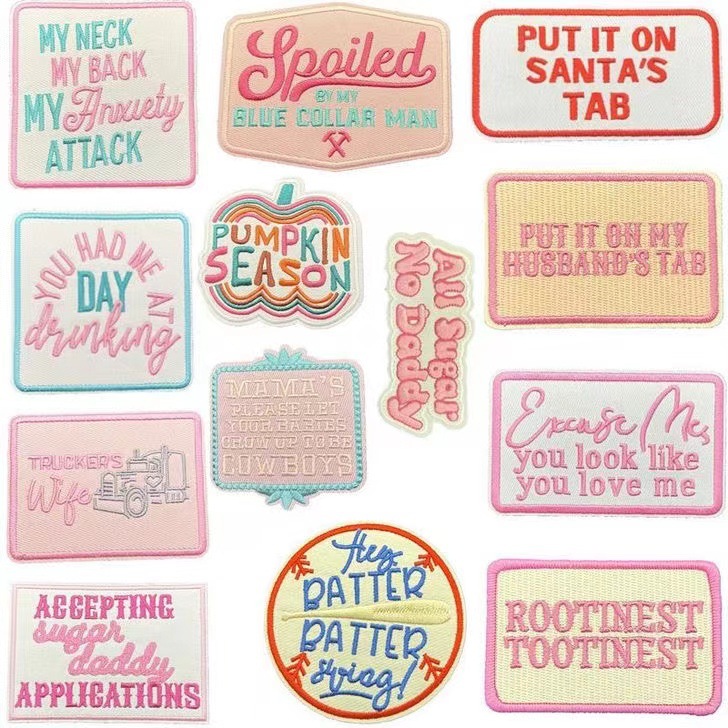 MY NECK
MY BACK
MY Anxiety
ATTACK
Spoiled
BY MY
BLUE COLLAR MAN
PUT IT ON
SANTA'S
TAB
YOU HAD ME AT
DAY
drinking
PUMPKIN
SEASON
All Sugar
No Daddy
PUT IT ON MY
HUSBAND'S TAB
MAMA'S
PLEASE LET
YOUR BABIES
GROW UP TO BE
COWBOYS
Excuse Me,
you look like
you love me
TRUCKER'S
Wife
ACCEPTING
sugar
daddy
APPLICATIONS
Hey,
BATTER
BATTER
swing!
ROOTINEST
TOOTINEST